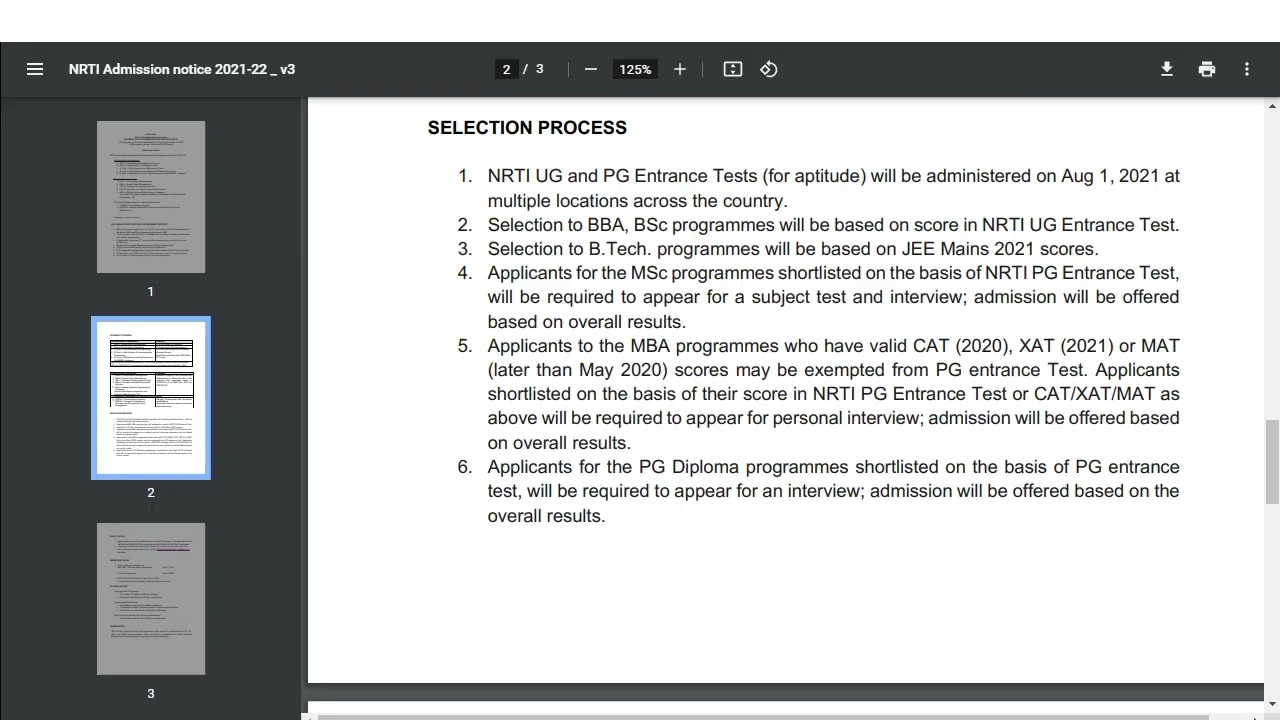 NRTI Admission notice 2021-22 _ v3
2 / 3
125%
SELECTION PROCESS
1. NRTI UG and PG Entrance Tests (for aptitute) will be administered on Aug 1, 2021 at
multiple locations across the country.
2. Selection to BBA, BSc programmes will be based on score in NRTI UG Entrance Test.
3. Selection to B.Tech. programmes will be based on JEE Mains 2021 scores.
4. Applicants for the MSc programmes shortlisted on the basis of NRTI PG Entrance Test,
will be required to appear for a subject test and interview; admission will be offered
based on overall results.
5. Applicants to the MBA programmes who have valid CAT (2020), XAT (2021) or MAT
(later than May 2020) scores may be exempted from PG entrance Test. Applicants
shortlisted on the basis of their score in NRTI PG Entrance Test or CAT/XAT/MAT as
above will be required to appear for personal interview; admission will be offered based
on overall results.
6. Applicants for the PG Diploma programmes shortlisted on the basis of PG entrance
test, will be required to appear for an interview; admission will be offered based on the
overall results.
1
2
3